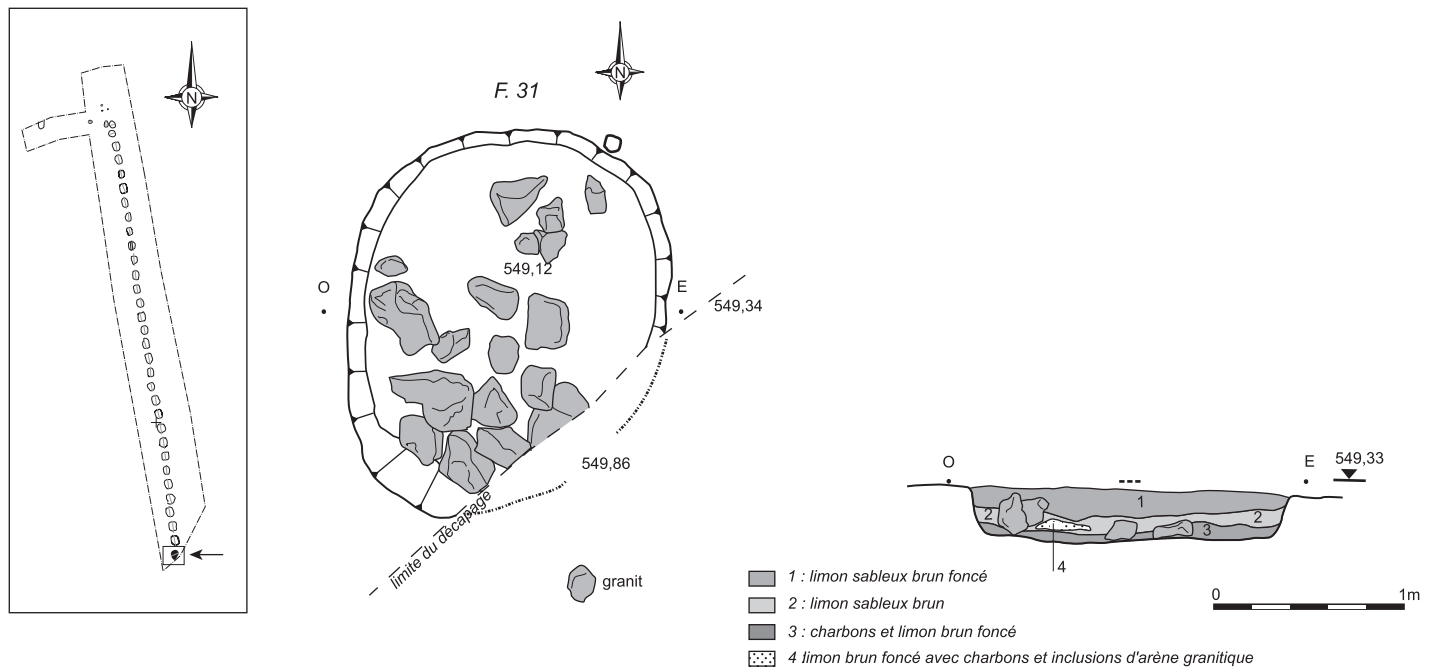 N
N
F. 31
549,12
O
E
549,34
549,86
limite du décapage
granit
O
E
549,33
1
2
2
3
4
1 : limon sableux brun foncé
2 : limon sableux brun
3 : charbons et limon brun foncé
4 :limon brun foncé avec charbons et inclusions d'arène granitique
0
1m